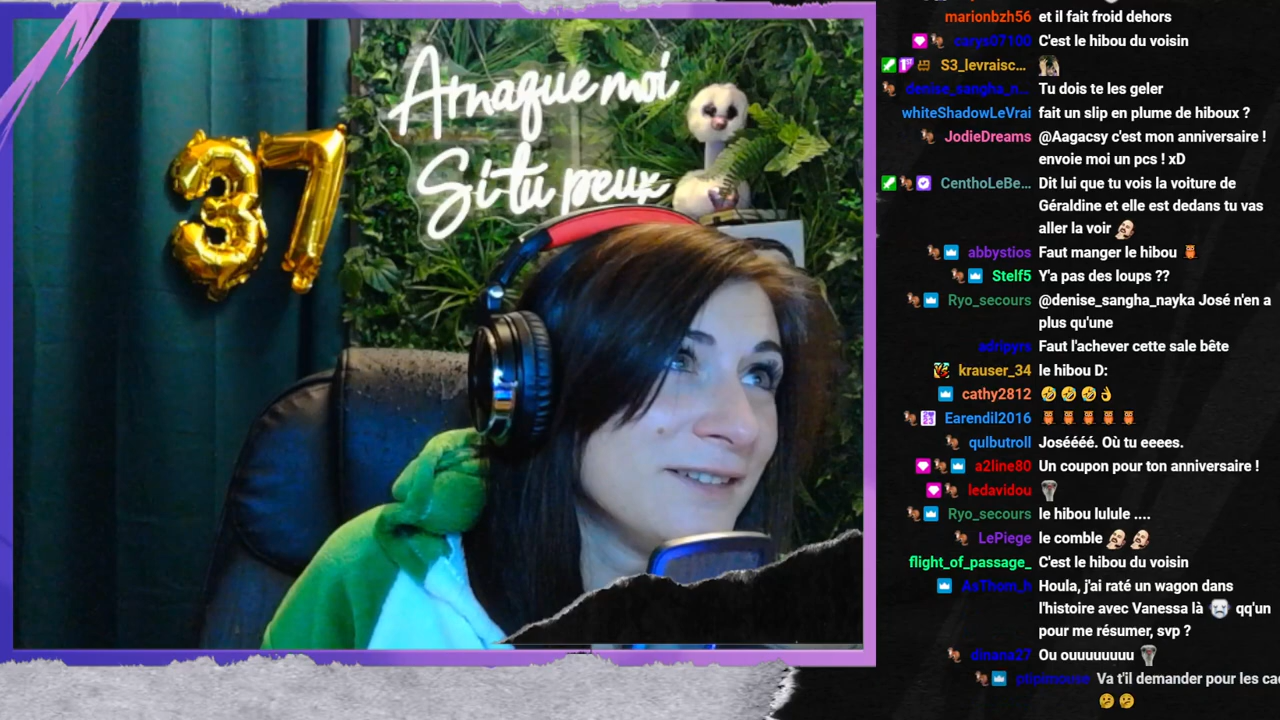 37
Arnaque moi
Si tu peux
marionbzh56 et il fait froid dehors
carys07100 C'est le hibou du voisin
S3_levraisc...
denise_sangha_n... Tu dois te les geler
whiteShadowLeVrai fait un slip en plume de hiboux ?
JodieDreams @Aagacsy c'est mon anniversaire !
envoie moi un pcs ! xD
CenthoLeBe... Dit lui que tu vois la voiture de
Géraldine et elle est dedans tu vas
aller la voir
abbystios Faut manger le hibou 🦉
Stelf5 Y'a pas des loups ??
Ryo_secours @denise_sangha_nayka José n'en a
plus qu'une
adripyrs Faut l'achever cette sale bête
krauser_34 le hibou D:
cathy2812 🤣🤣🤣👌
Earendil2016 🦉🦉🦉🦉🦉
qulbutroll Joséééé. Où tu eeees.
a2line80 Un coupon pour ton anniversaire !
ledavidou
Ryo_secours le hibou lulule ....
LePiege le comble
flight_of_passage_ C'est le hibou du voisin
AsThom_h Houla, j'ai raté un wagon dans
l'histoire avec Vanessa là qq'un
pour me résumer, svp ?
dinana27 Ou ouuuuuuu
Va t'il demander pour les cac
🤔🤔